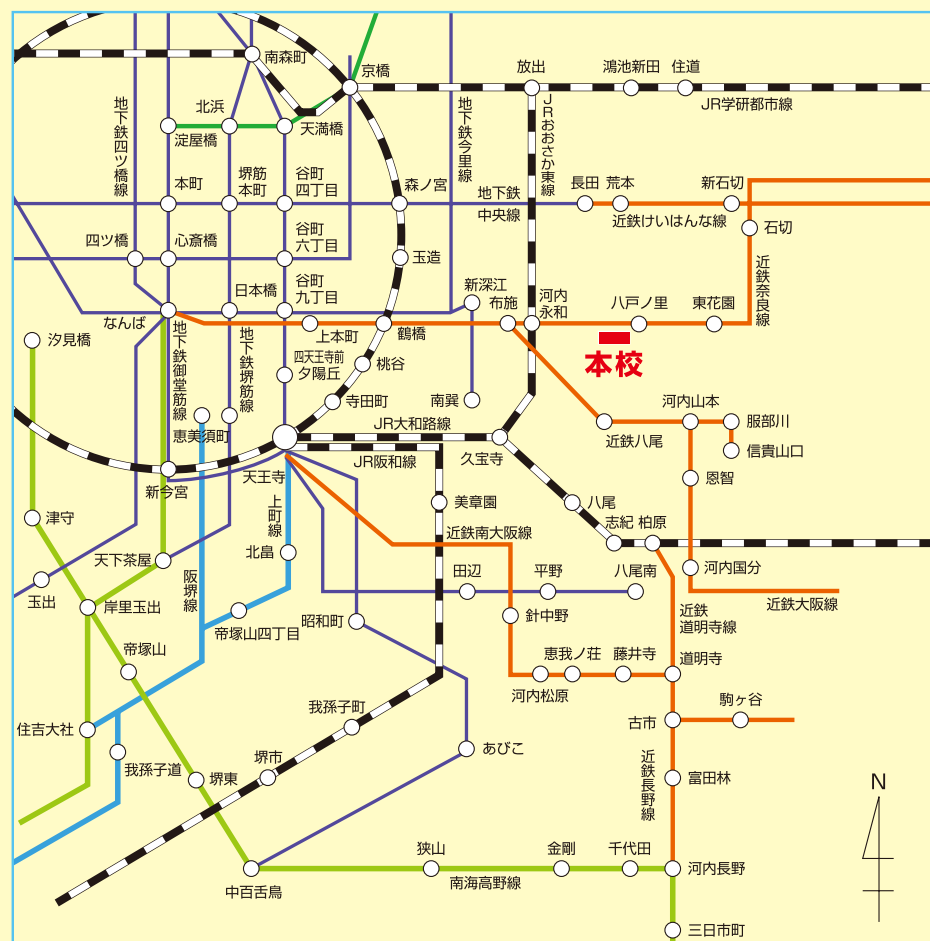 南森町
京橋
放出
鴻池新田
住道
JR学研都市線
地下鉄四ツ橋線
北浜
淀屋橋
天満橋
地下鉄今里線
JRおおさか東線
本町
堺筋
本町
谷町
四丁目
森ノ宮
地下鉄
中央線
長田
荒本
新石切
近鉄けいはんな線
四ツ橋
心斎橋
谷町
六丁目
玉造
石切
近鉄奈良線
日本橋
谷町
九丁目
新深江
布施
河内
永和
八戸ノ里
東花園
なんば
上本町
鶴橋
本校
汐見橋
地下鉄御堂筋線
地下鉄堺筋線
四天王寺前
夕陽丘
桃谷
寺田町
南巽
河内山本
服部川
信貴山口
近鉄八尾
恵美須町
JR大和路線
JR阪和線
久宝寺
新今宮
天王寺
恩智
美章園
八尾
志紀
柏原
津守
上町線
近鉄南大阪線
北畠
天下茶屋
阪堺線
田辺
平野
八尾南
河内国分
近鉄大阪線
玉出
岸里玉出
帝塚山四丁目
昭和町
針中野
近鉄
道明寺線
帝塚山
恵我ノ荘
藤井寺
道明寺
河内松原
駒ヶ谷
古市
我孫子町
住吉大社
あびこ
我孫子道
堺市
堺東
近鉄長野線
富田林
N
狭山
金剛
千代田
河内長野
中百舌鳥
南海高野線
三日市町